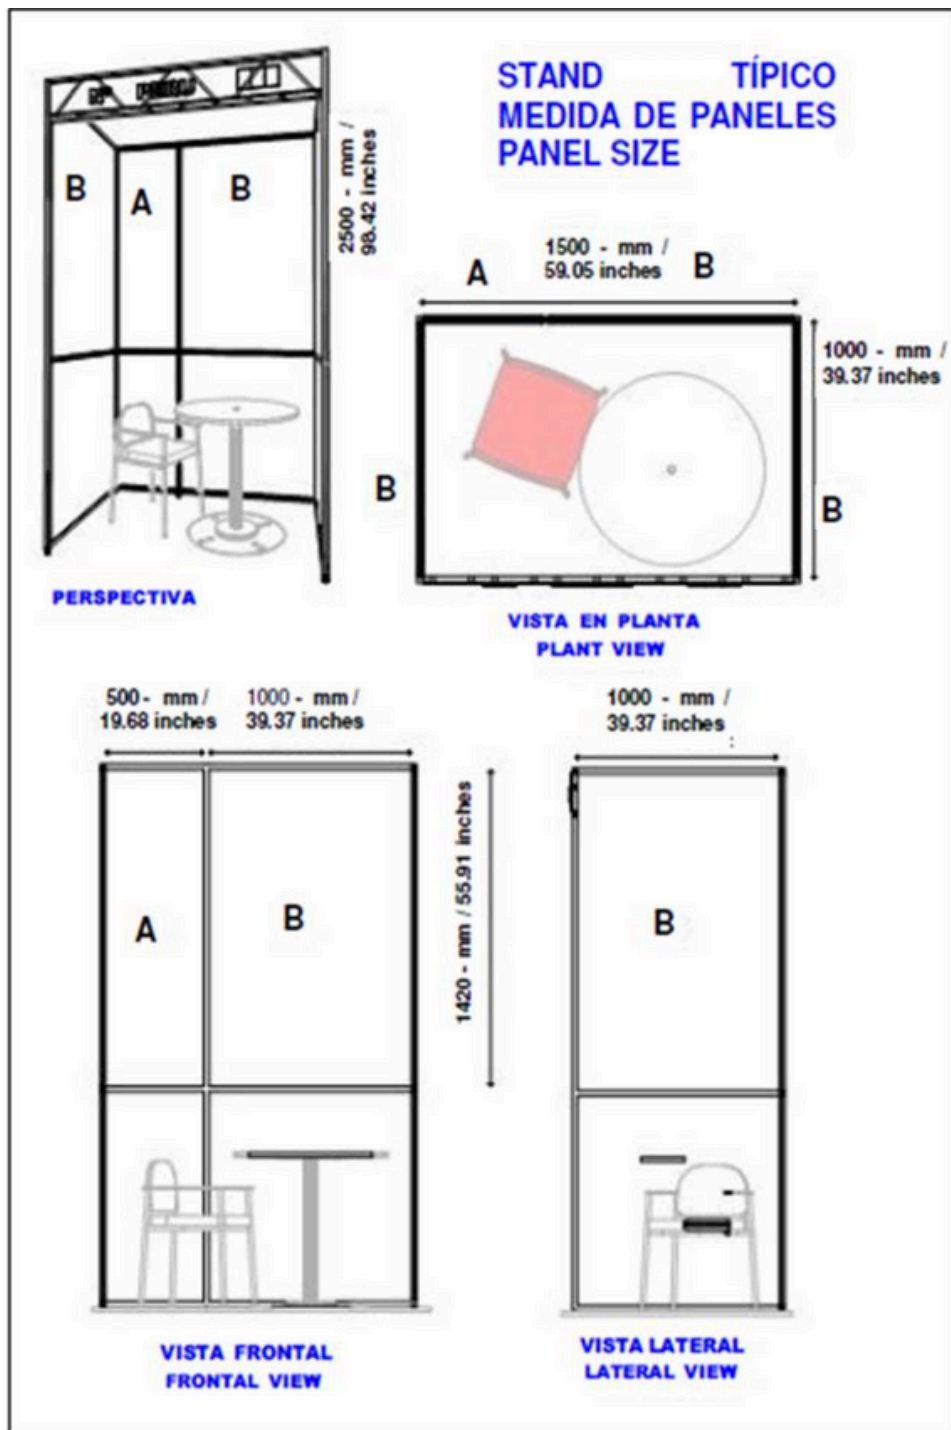 STAND TÍPICO
MEDIDA DE PANELES
PANEL SIZE
Nº PERU
B
A
B
2500 - mm /
98.42 inches
PERSPECTIVA
A
1500 - mm /
59.05 inches
B
1000 - mm /
39.37 inches
B
B
VISTA EN PLANTA
PLANT VIEW
500 - mm /
19.68 inches
1000 - mm /
39.37 inches
A
B
1420 - mm / 55.91 inches
VISTA FRONTAL
FRONTAL VIEW
1000 - mm /
39.37 inches
B
VISTA LATERAL
LATERAL VIEW